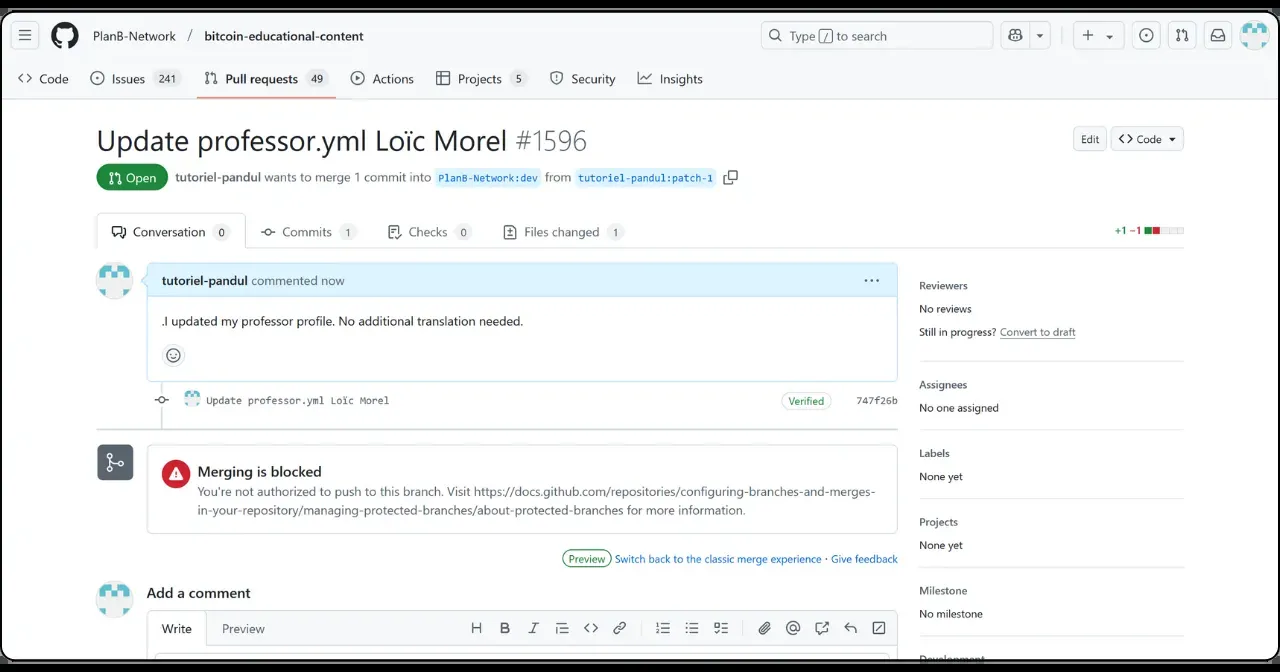 PlanB-Network / bitcoin-educational-content
Type / to search
Code
Issues 241
Pull requests 49
Actions
Projects 5
Security
Insights
Update professor.yml Loïc Morel #1596
Edit
Code
Open
tutoriel-pandul wants to merge 1 commit into PlanB-Network:dev from tutoriel-pandul:patch-1
Conversation 0
Commits 1
Checks 0
Files changed 1
+1 −1
tutoriel-pandul commented now
.I updated my professor profile. No additional translation needed.
Update professor.yml Loïc Morel
Verified
747f26b
Merging is blocked
You're not authorized to push to this branch. Visit https://docs.github.com/repositories/configuring-branches-and-merges-
in-your-repository/managing-protected-branches/about-protected-branches for more information.
Preview
Switch back to the classic merge experience · Give feedback
Add a comment
Write
Preview
Reviewers
No reviews
Still in progress? Convert to draft
Assignees
No one assigned
Labels
None yet
Projects
None yet
Milestone
No milestone
Development